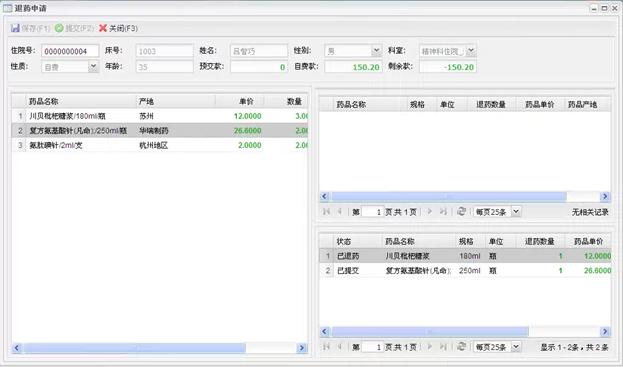 退药申请
保存(F1) 提交(F2) 关闭(F3)
住院号: 0000000004 床号: 1003 姓名: 吕智巧 性别: 男 科室: 精神科住院_
性质: 自费 年龄: 35 预交款: 0 自费款: 150.20 剩余款: -150.20
药品名称 产地 单价 数量
1 川贝枇杷糖浆/180ml/瓶 苏州 12.0000 3.00
2 复方氨基酸针(凡命)/250ml/瓶 华瑞制药 26.6000 2.00
3 氨肽碘针/2ml/支 杭州地区 2.0000 2.00
药品名称 规格 单位 退药数量 药品单价 药品产地
第 1 页共1页 每页25条 无相关记录
状态 药品名称 规格 单位 退药数量 药品单价
1 已退药 川贝枇杷糖浆 180ml 瓶 1 12.0000
2 已提交 复方氨基酸针(凡命) 250ml 瓶 1 26.6000
第 1 页共1页 每页25条 显示 1 - 2条，共 2 条